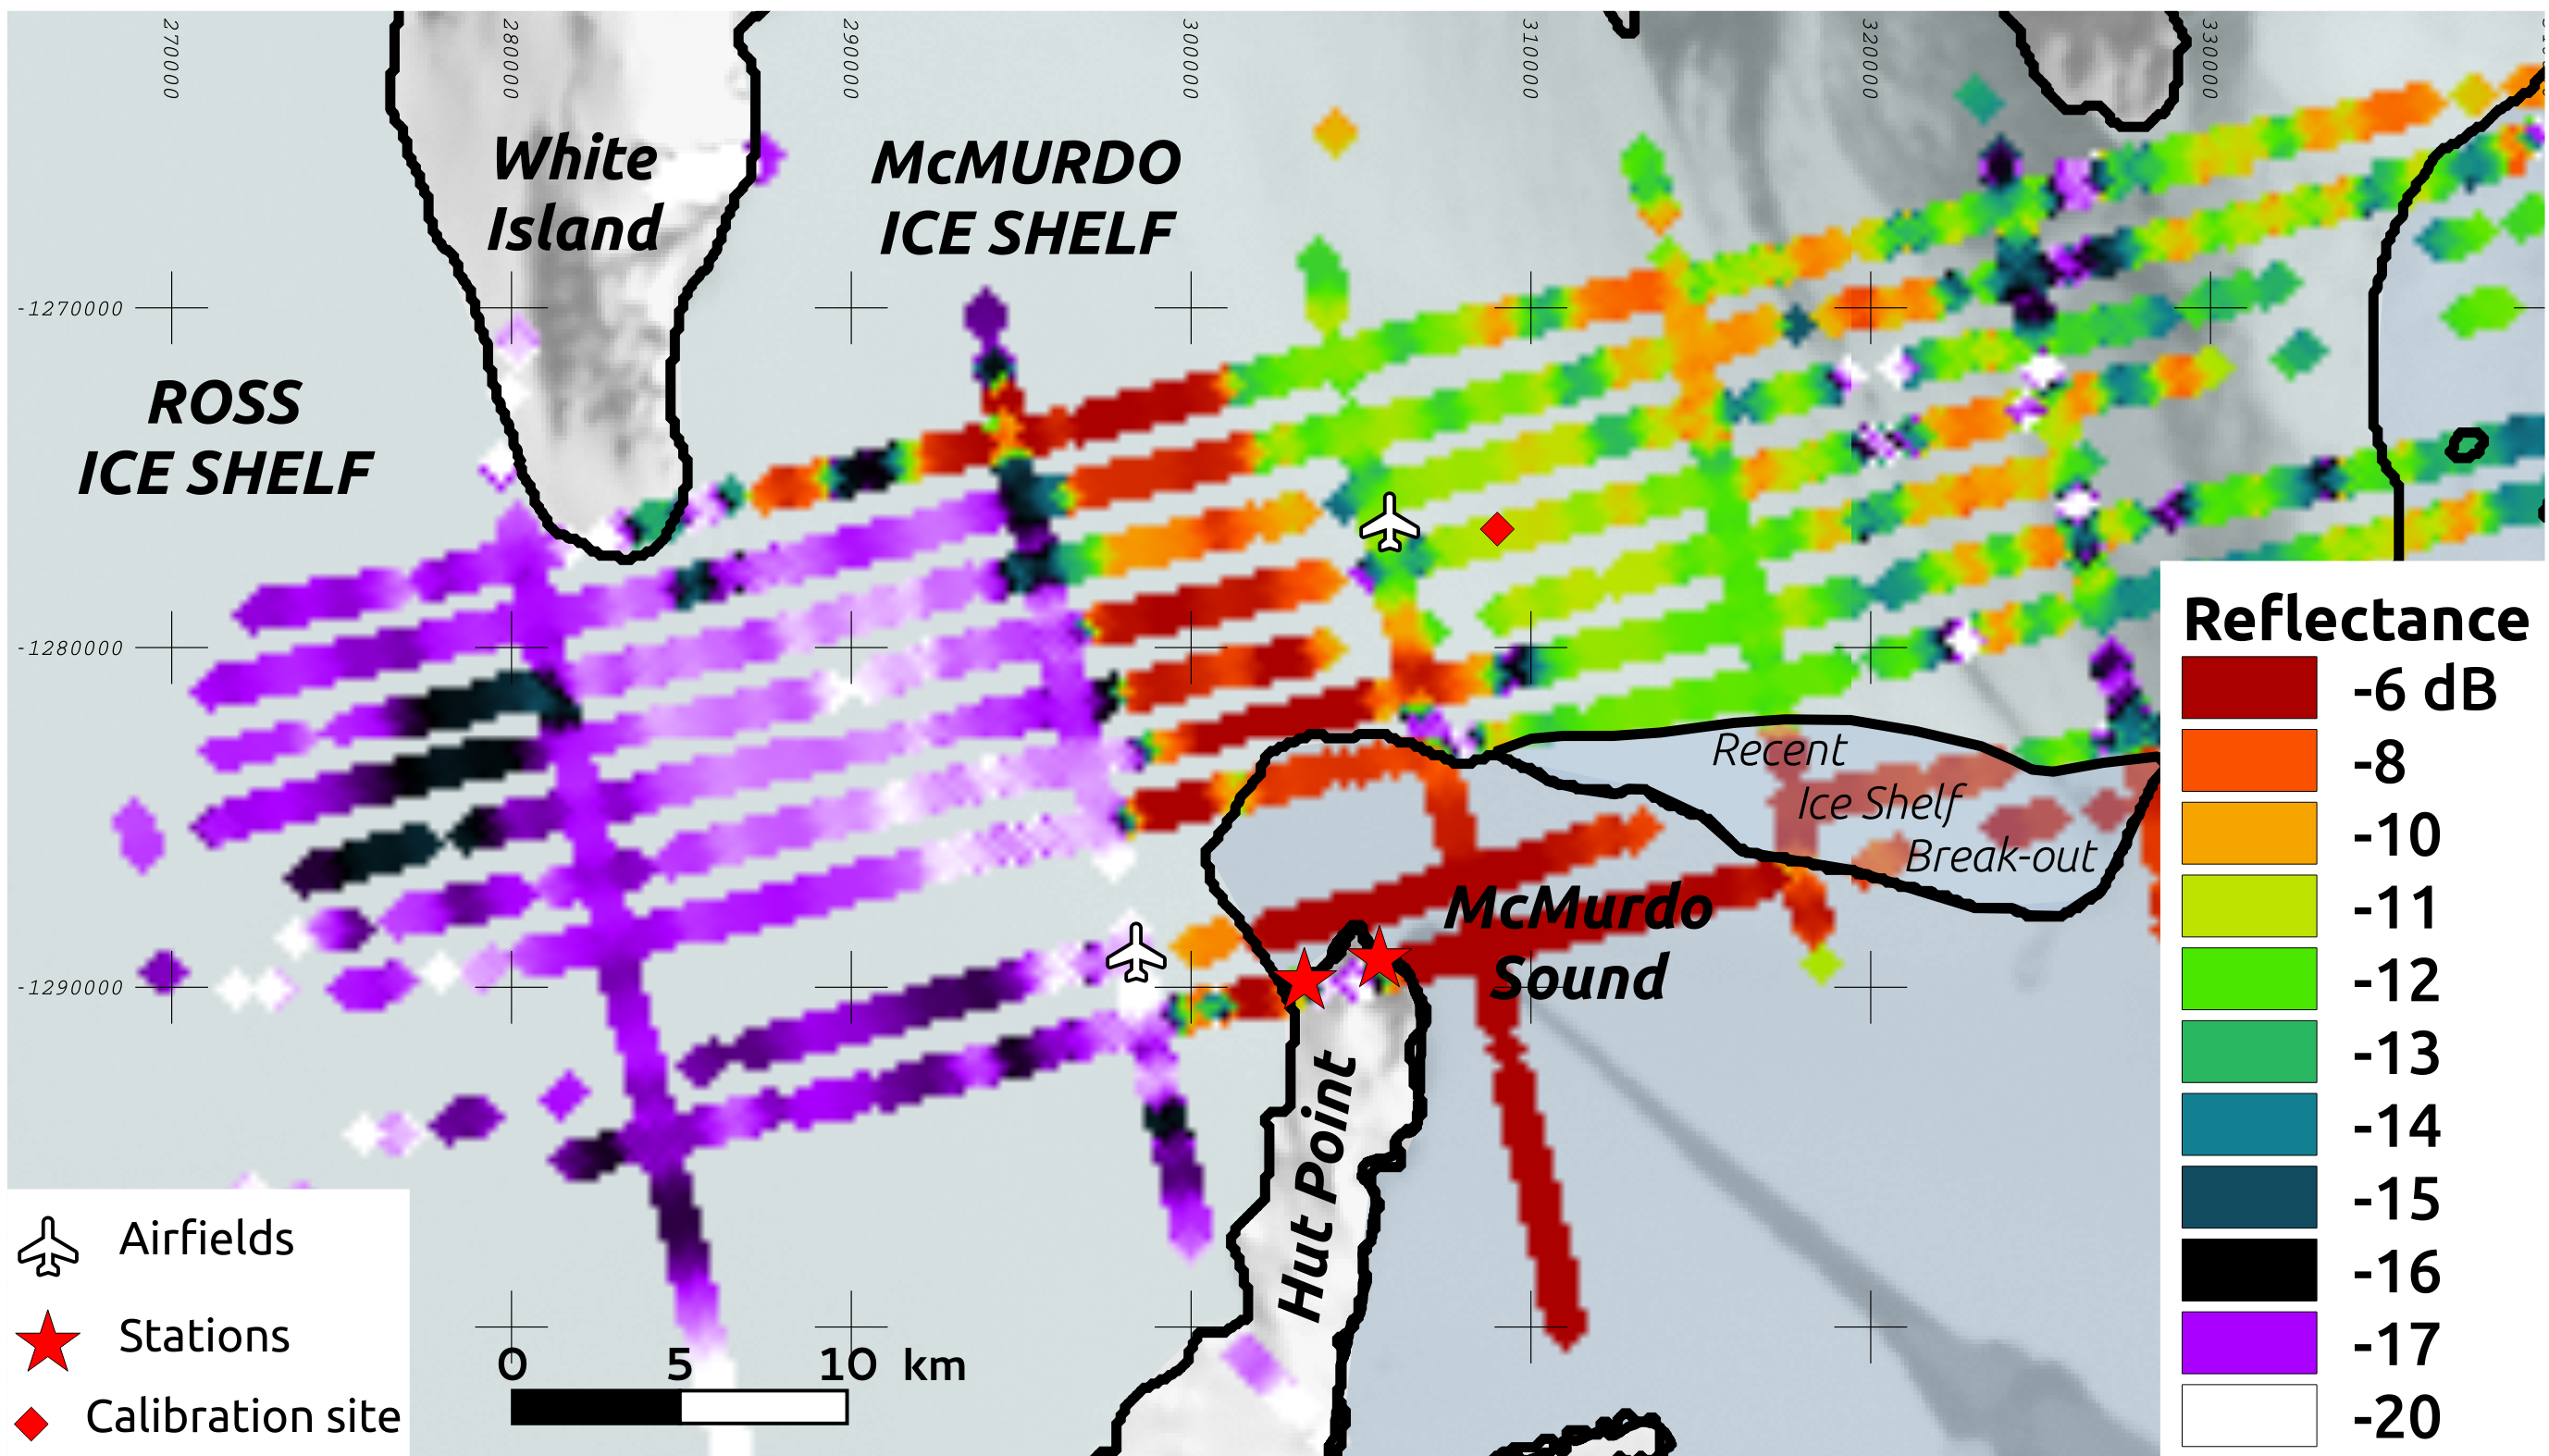 270000
280000
290000
300000
310000
320000
330000
White
Island
McMURDO
ICE SHELF
-1270000
ROSS
ICE SHELF
-1280000
Recent
Ice Shelf
Break-out
McMurdo
Sound
-1290000
Hut Point
Airfields
Stations
Calibration site
0 5 10 km
Reflectance
-6 dB
-8
-10
-11
-12
-13
-14
-15
-16
-17
-20